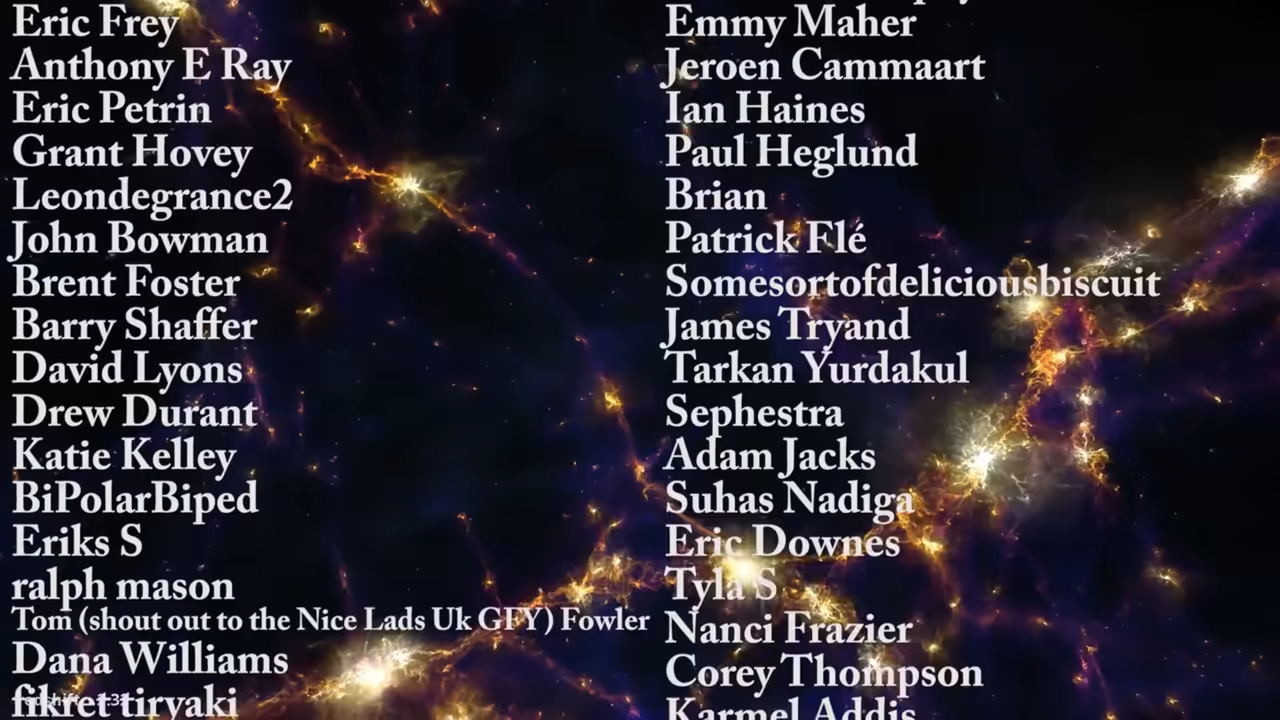 Eric Frey
Anthony E Ray
Eric Petrin
Grant Hovey
Leondegrance2
John Bowman
Brent Foster
Barry Shaffer
David Lyons
Drew Durant
Katie Kelley
BiPolarBiped
Eriks S
ralph mason
Tom (shout out to the Nice Lads Uk GFY) Fowler
Dana Williams
fikret tiryaki
Emmy Maher
Jeroen Cammaart
Ian Haines
Paul Heglund
Brian
Patrick Flé
Somesortofdeliciousbiscuit
James Tryand
Tarkan Yurdakul
Sephestra
Adam Jacks
Suhas Nadiga
Eric Downes
Tyla S
Nanci Frazier
Corey Thompson
Karmel Addis